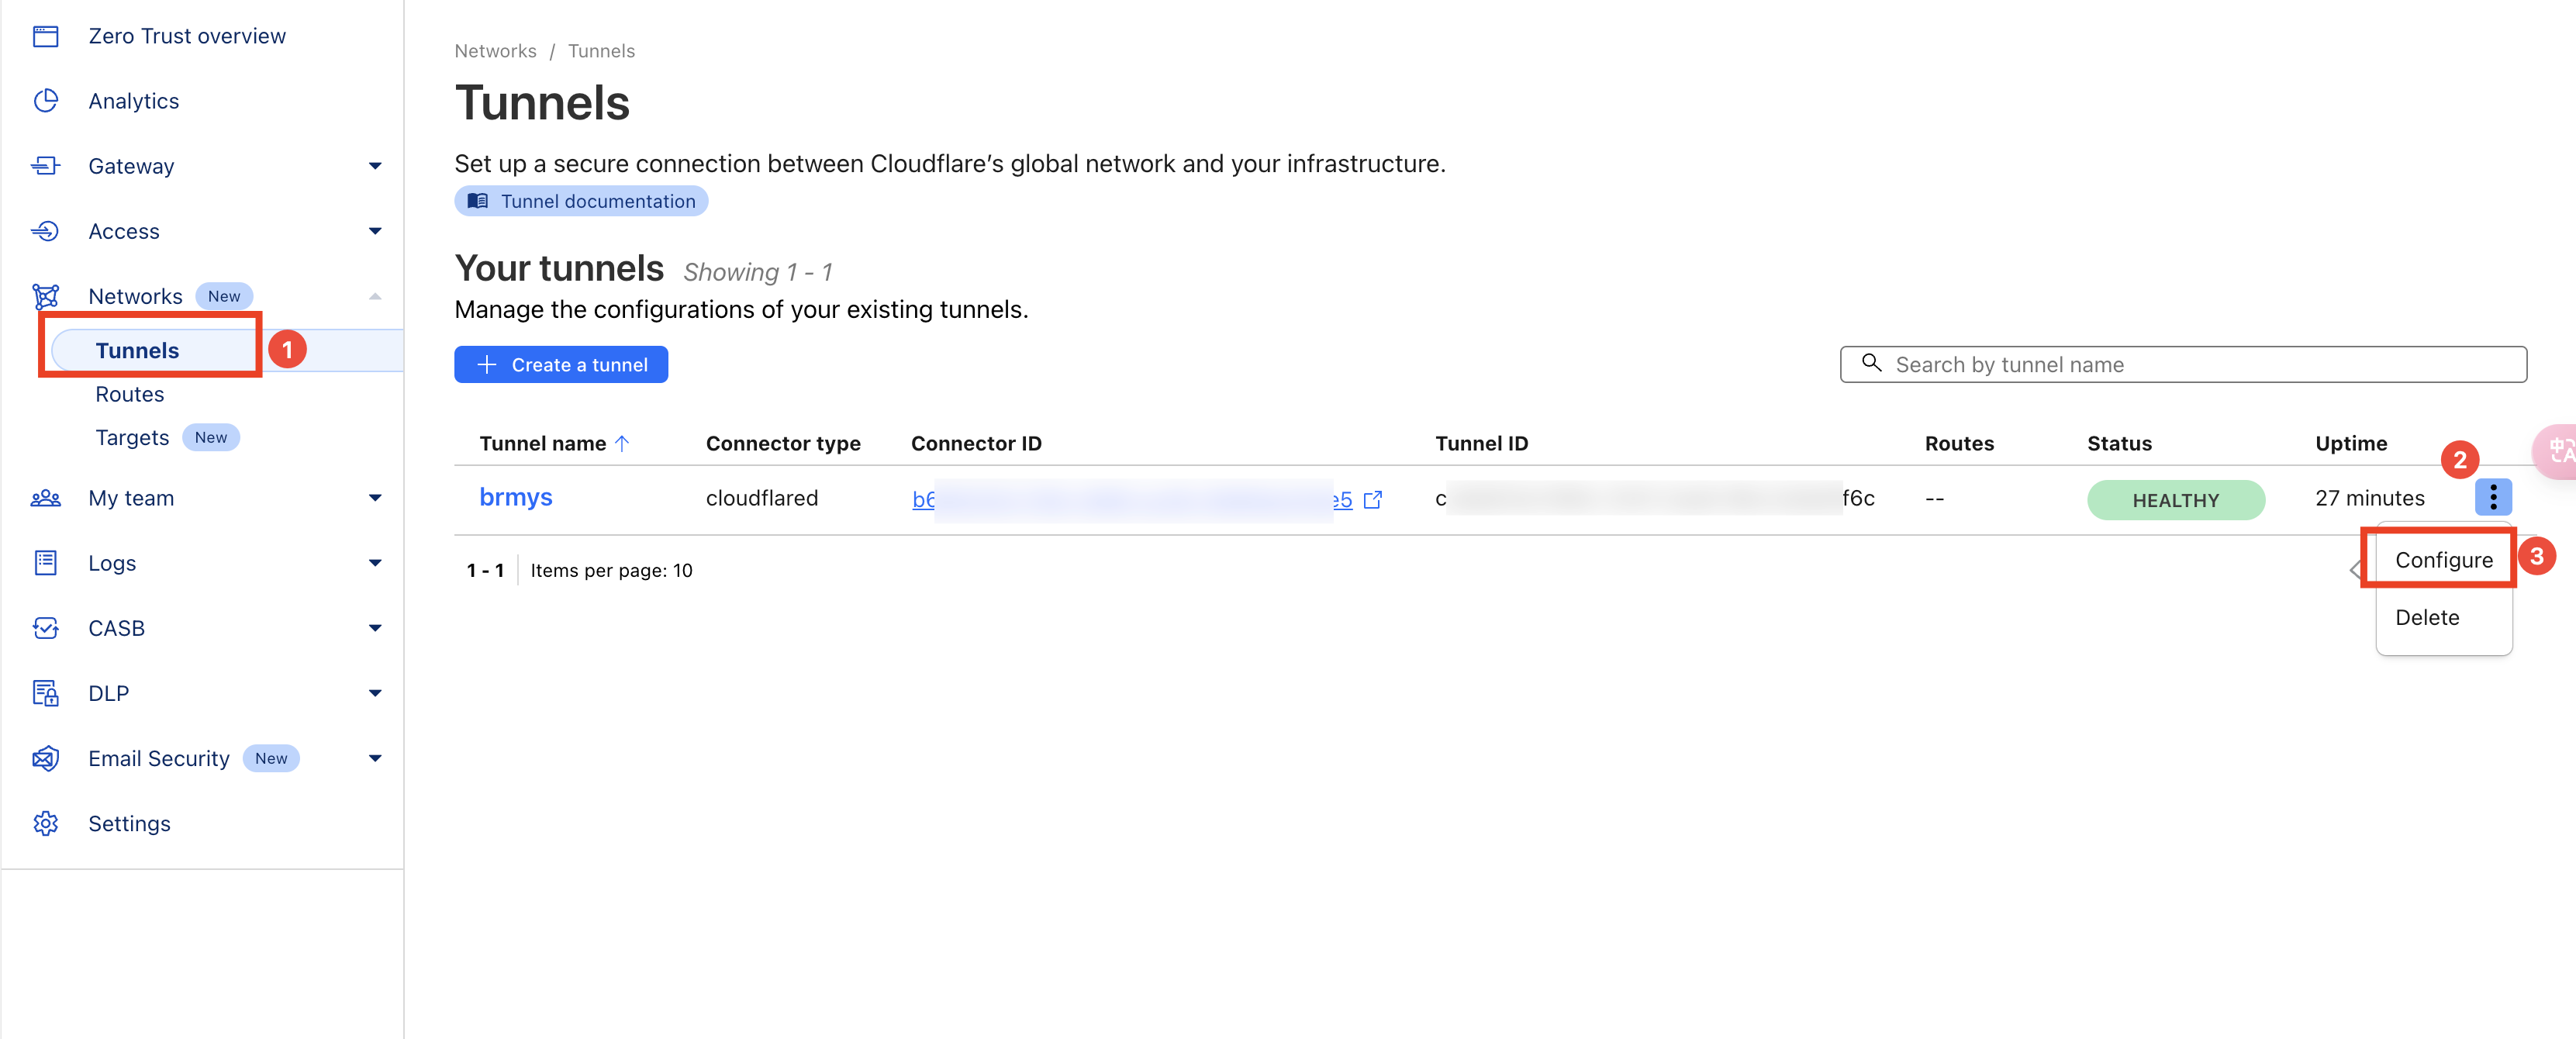 Zero Trust overview
Analytics
Gateway
Access
Networks New
Tunnels 1
Routes
Targets New
My team
Logs
CASB
DLP
Email Security New
Settings
Networks / Tunnels
Tunnels
Set up a secure connection between Cloudflare's global network and your infrastructure.
Tunnel documentation
Your tunnels Showing 1 - 1
Manage the configurations of your existing tunnels.
Create a tunnel
Search by tunnel name
Tunnel name Connector type Connector ID Tunnel ID Routes Status Uptime
2
brmys cloudflared b6 e5 c f6c -- HEALTHY 27 minutes
Configure 3
Delete
1 - 1 Items per page: 10